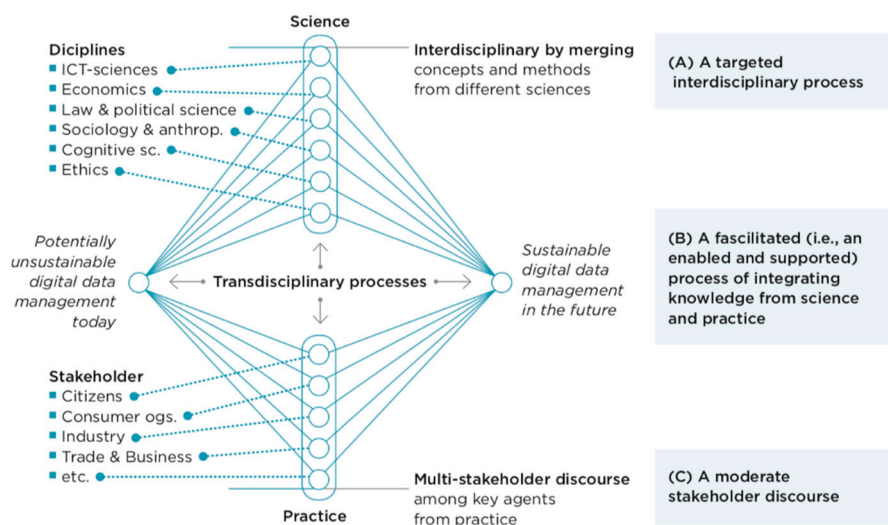 Science
Diciplines
ICT-sciences
Economics
Law & political science
Sociology & anthrop.
Cognitive sc.
Ethics
Interdisciplinary by merging
concepts and methods
from different sciences
(A) A targeted
interdisciplinary process
Potentially
unsustainable
digital data
management
today
Transdisciplinary processes
Sustainable
digital data
management
in the future
(B) A fascilitated (i.e., an
enabled and supported)
process of integrating
knowledge from science
and practice
Stakeholder
Citizens
Consumer ogs.
Industry
Trade & Business
etc.
Practice
Multi-stakeholder discourse
among key agents
from practice
(C) A moderate
stakeholder discourse